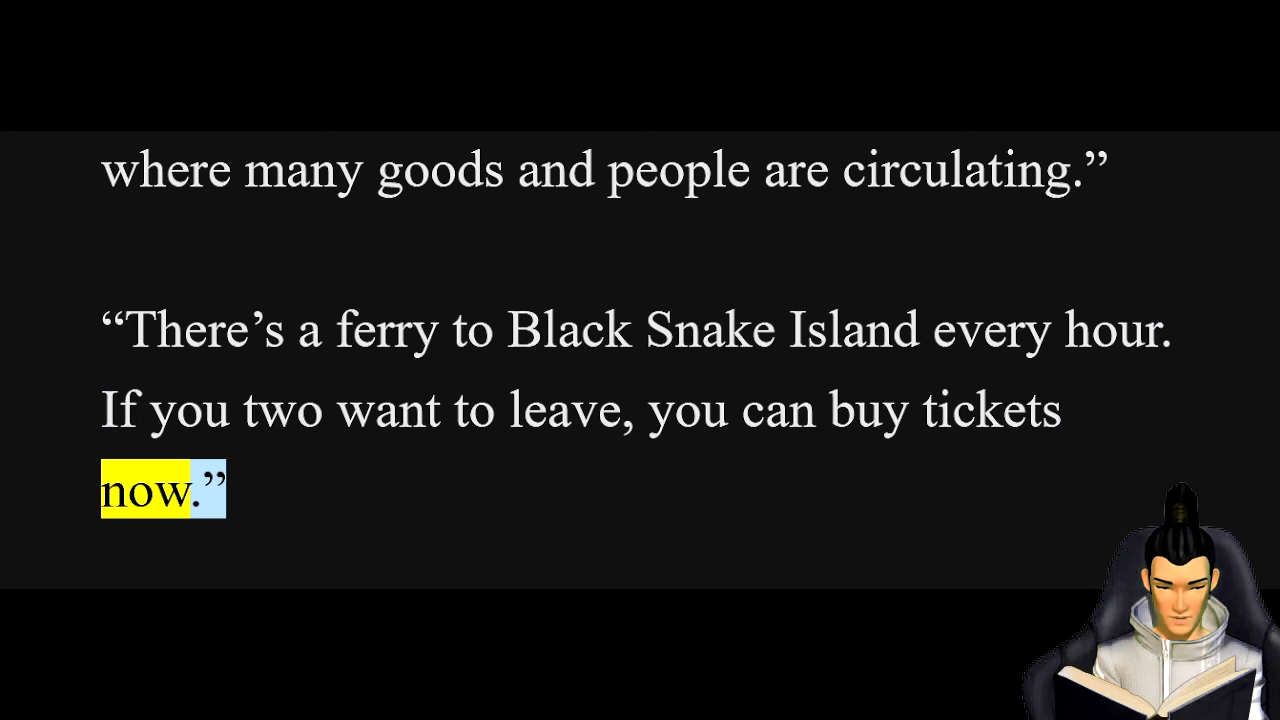 where many goods and people are circulating.”
“There’s a ferry to Black Snake Island every hour.
If you two want to leave, you can buy tickets
now.”